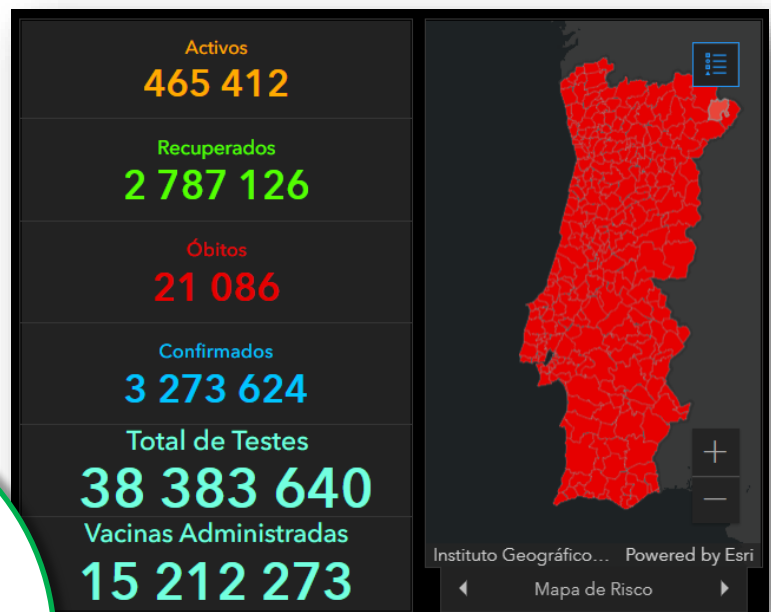 Activos
465 412
Recuperados
2 787 126
Óbitos
21 086
Confirmados
3 273 624
Total de Testes
38 383 640
Vacinas Administradas
15 212 273
+
−
Instituto Geográfico... Powered by Esri
Mapa de Risco